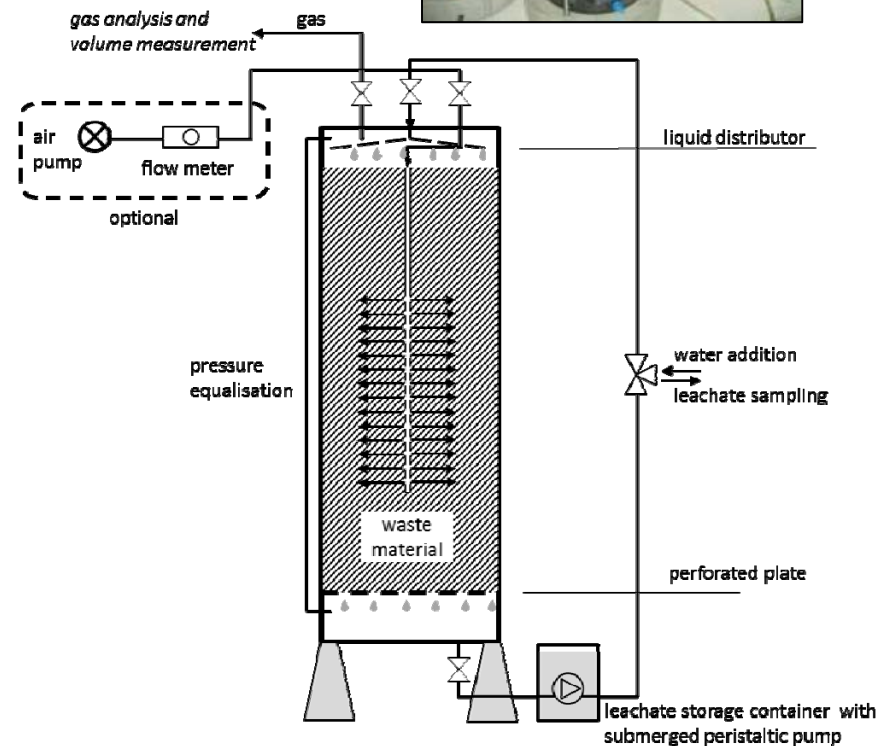 gas analysis and
volume measurement
gas
air
pump
flow meter
optional
liquid distributor
pressure
equalisation
water addition
leachate sampling
waste
material
perforated plate
leachate storage container with
submerged peristaltic pump